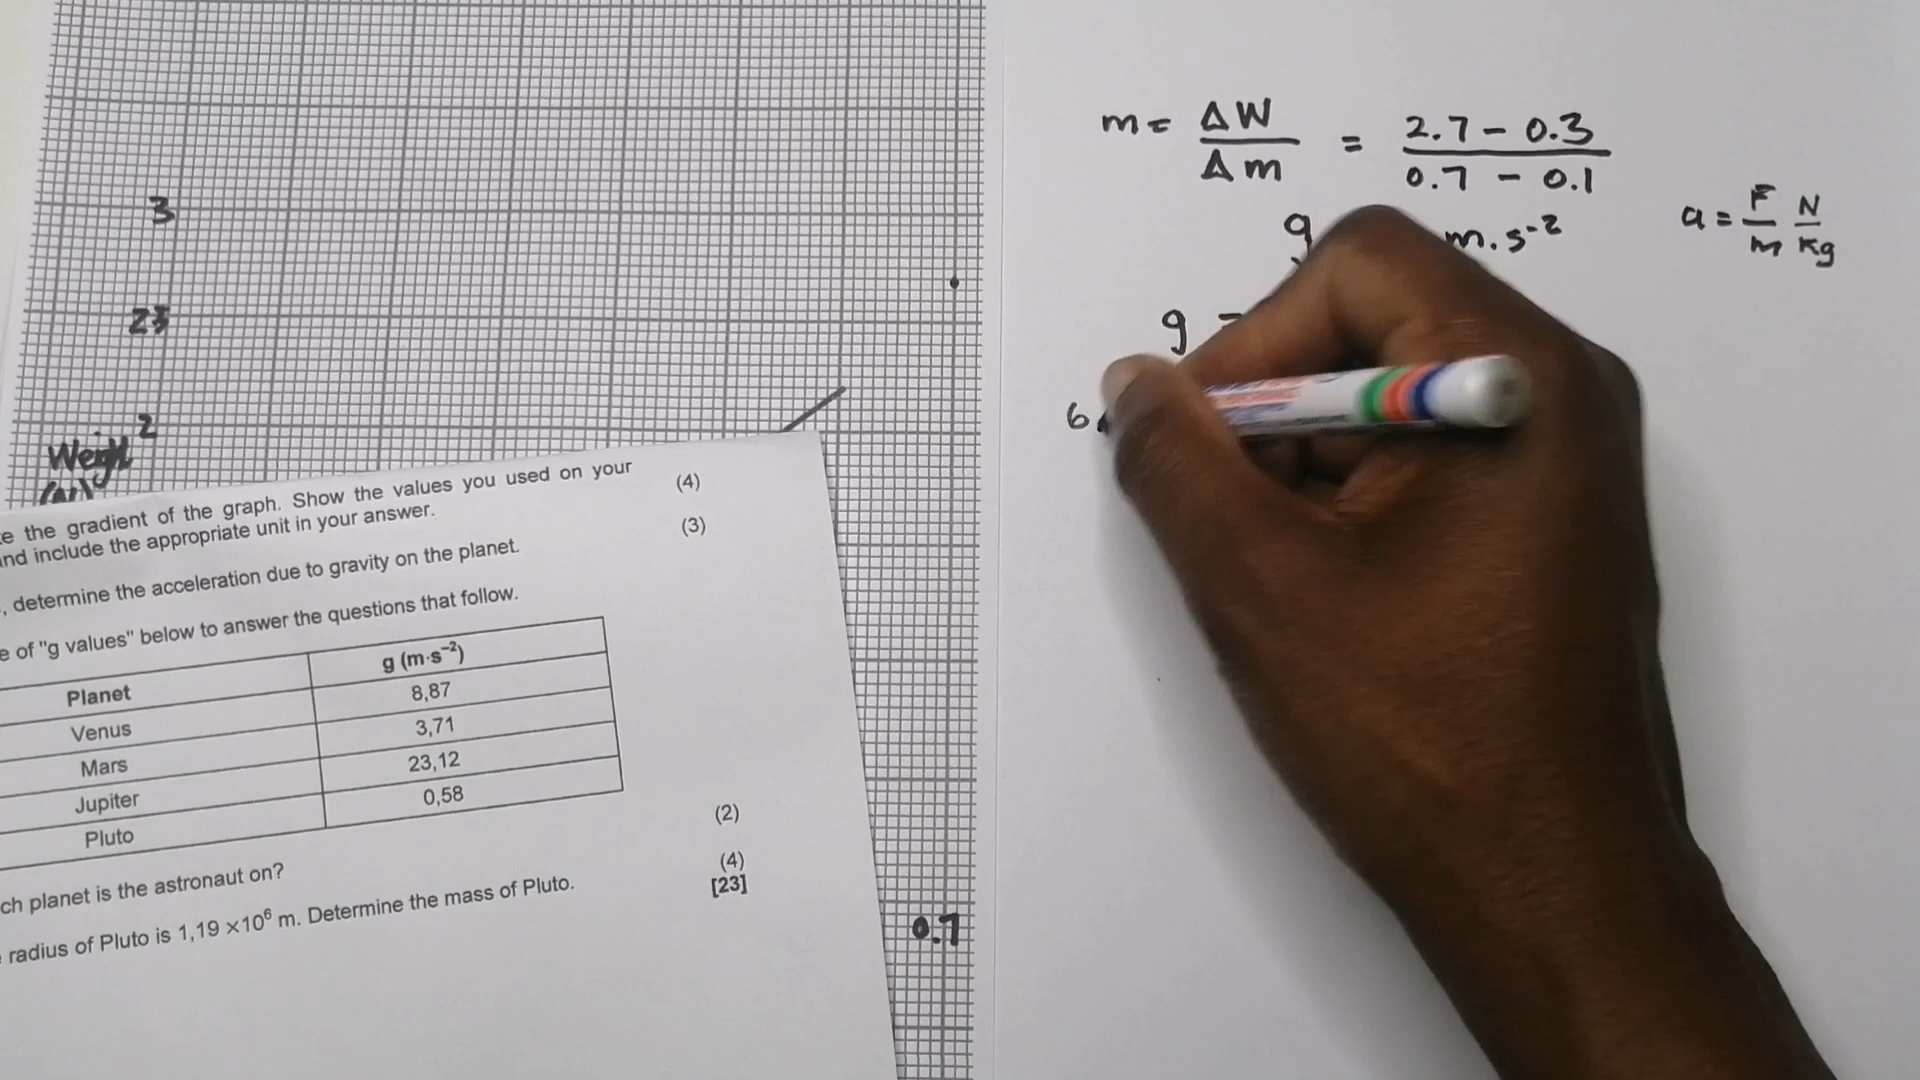 3
2
Weigh
te the gradient of the graph. Show the values you used on your (4)
and include the appropriate unit in your answer. (3)
, determine the acceleration due to gravity on the planet.
e of "g values" below to answer the questions that follow.
Planet g (m·s⁻²)
Venus 8,87
Mars 3,71
Jupiter 23,12
Pluto 0,58
(2)
ch planet is the astronaut on? (4)
[23]
radius of Pluto is 1,19 ×10⁶ m. Determine the mass of Pluto.
0.7
m = ΔW / Δm = 2.7 - 0.3 / 0.7 - 0.1
g m.s⁻²
a = F/m N/kg
g =
6.